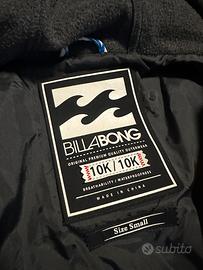 BILLABONG
ORIGINAL PREMIUM QUALITY OUTERWEAR
10K / 10K
BREATHABILITY / WATERPROOFNESS
MADE IN CHINA
Size Small
subito